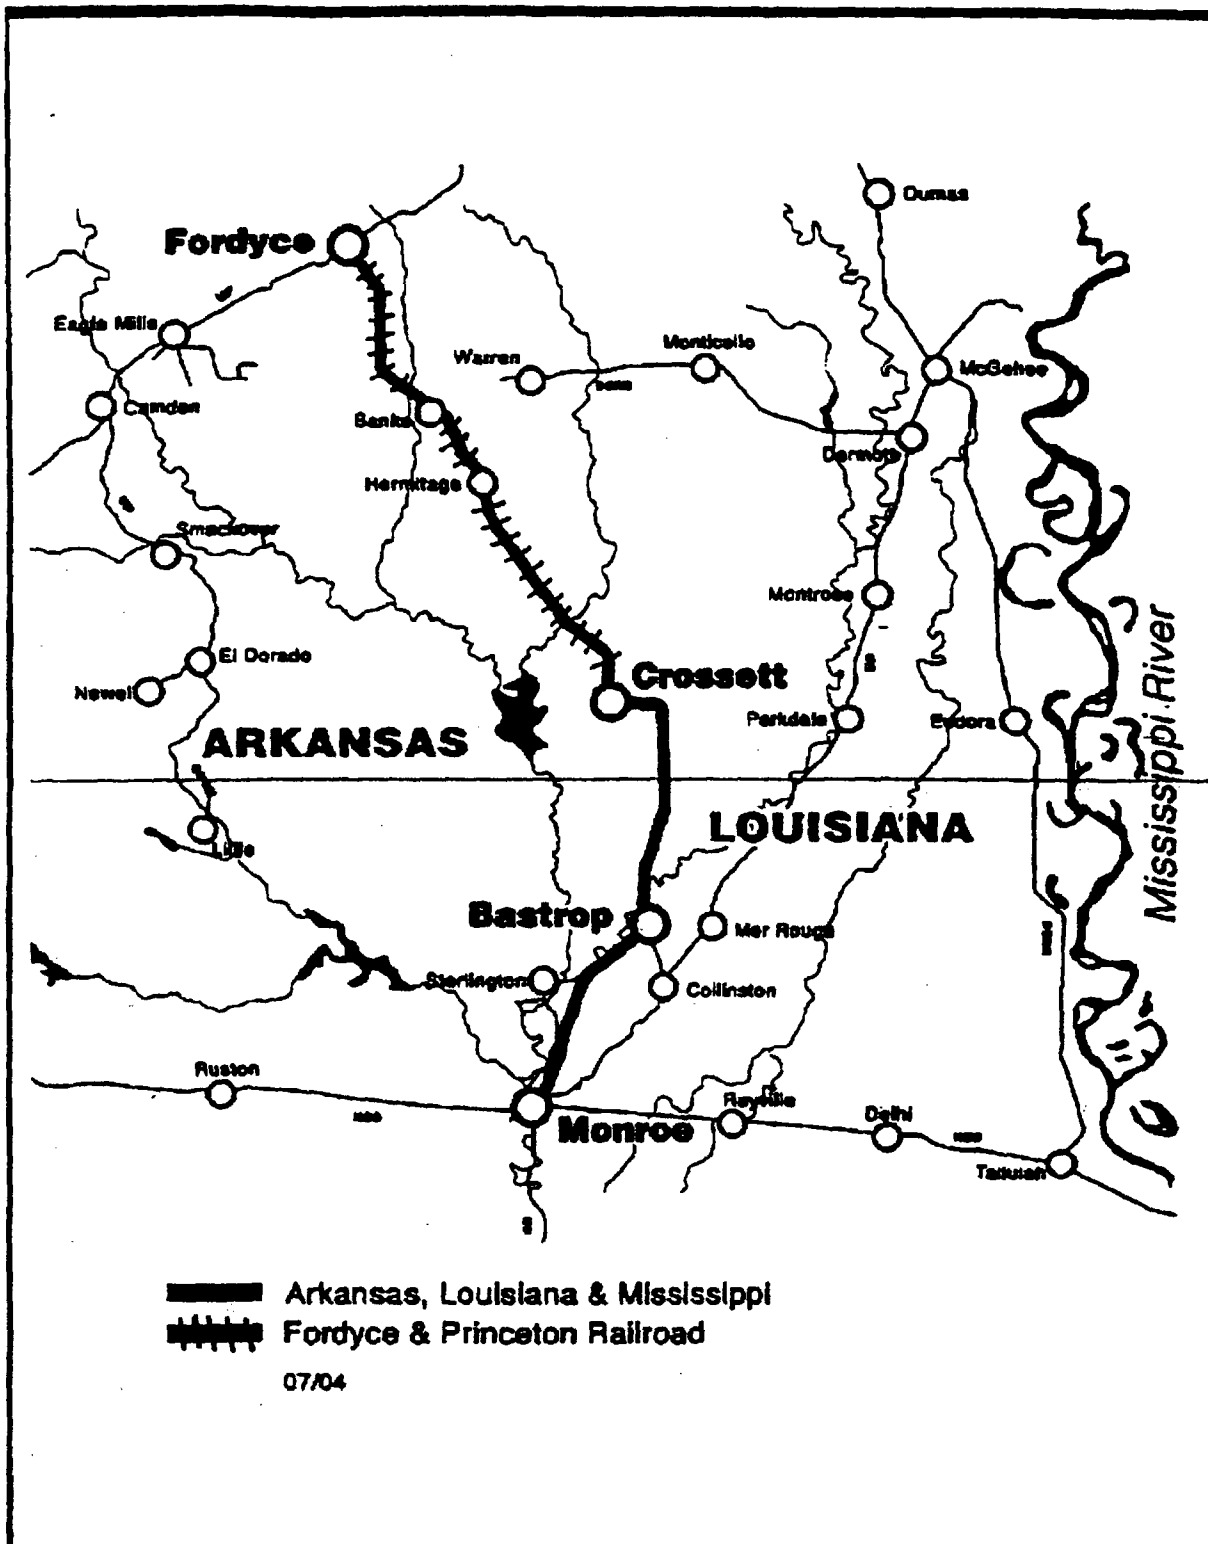 Dumas
Fordyce
Eagle Mills
Monticello
Warren
McGehee
Camden
Banks
Dermott
Hermitage
Smackover
Montrose
Mississippi River
El Dorado
Crossett
Newell
Parkdale
Eudora
ARKANSAS
LOUISIANA
Lillie
Bastrop
Mer Rouge
Sterlington
Collinston
Ruston
Rayville
Delhi
Monroe
Tallulah
Arkansas, Louisiana & Mississippi
Fordyce & Princeton Railroad
07/04